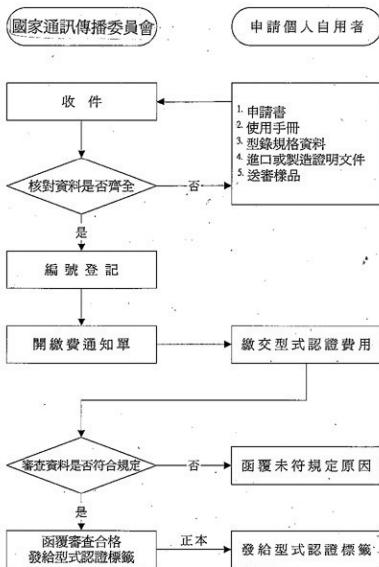 國家通訊傳播委員會
申請個人自用者
收件
1. 申請書
2. 使用手冊
3. 型錄規格資料
4. 進口或製造證明文件
5. 送審樣品
核對資料是否齊全
否
是
編號登記
開繳費通知單
繳交型式認證費用
審查資料是否符合規定
否
函覆未符規定原因
是
函覆審查合格
發給型式認證標籤
正本
發給型式認證標籤